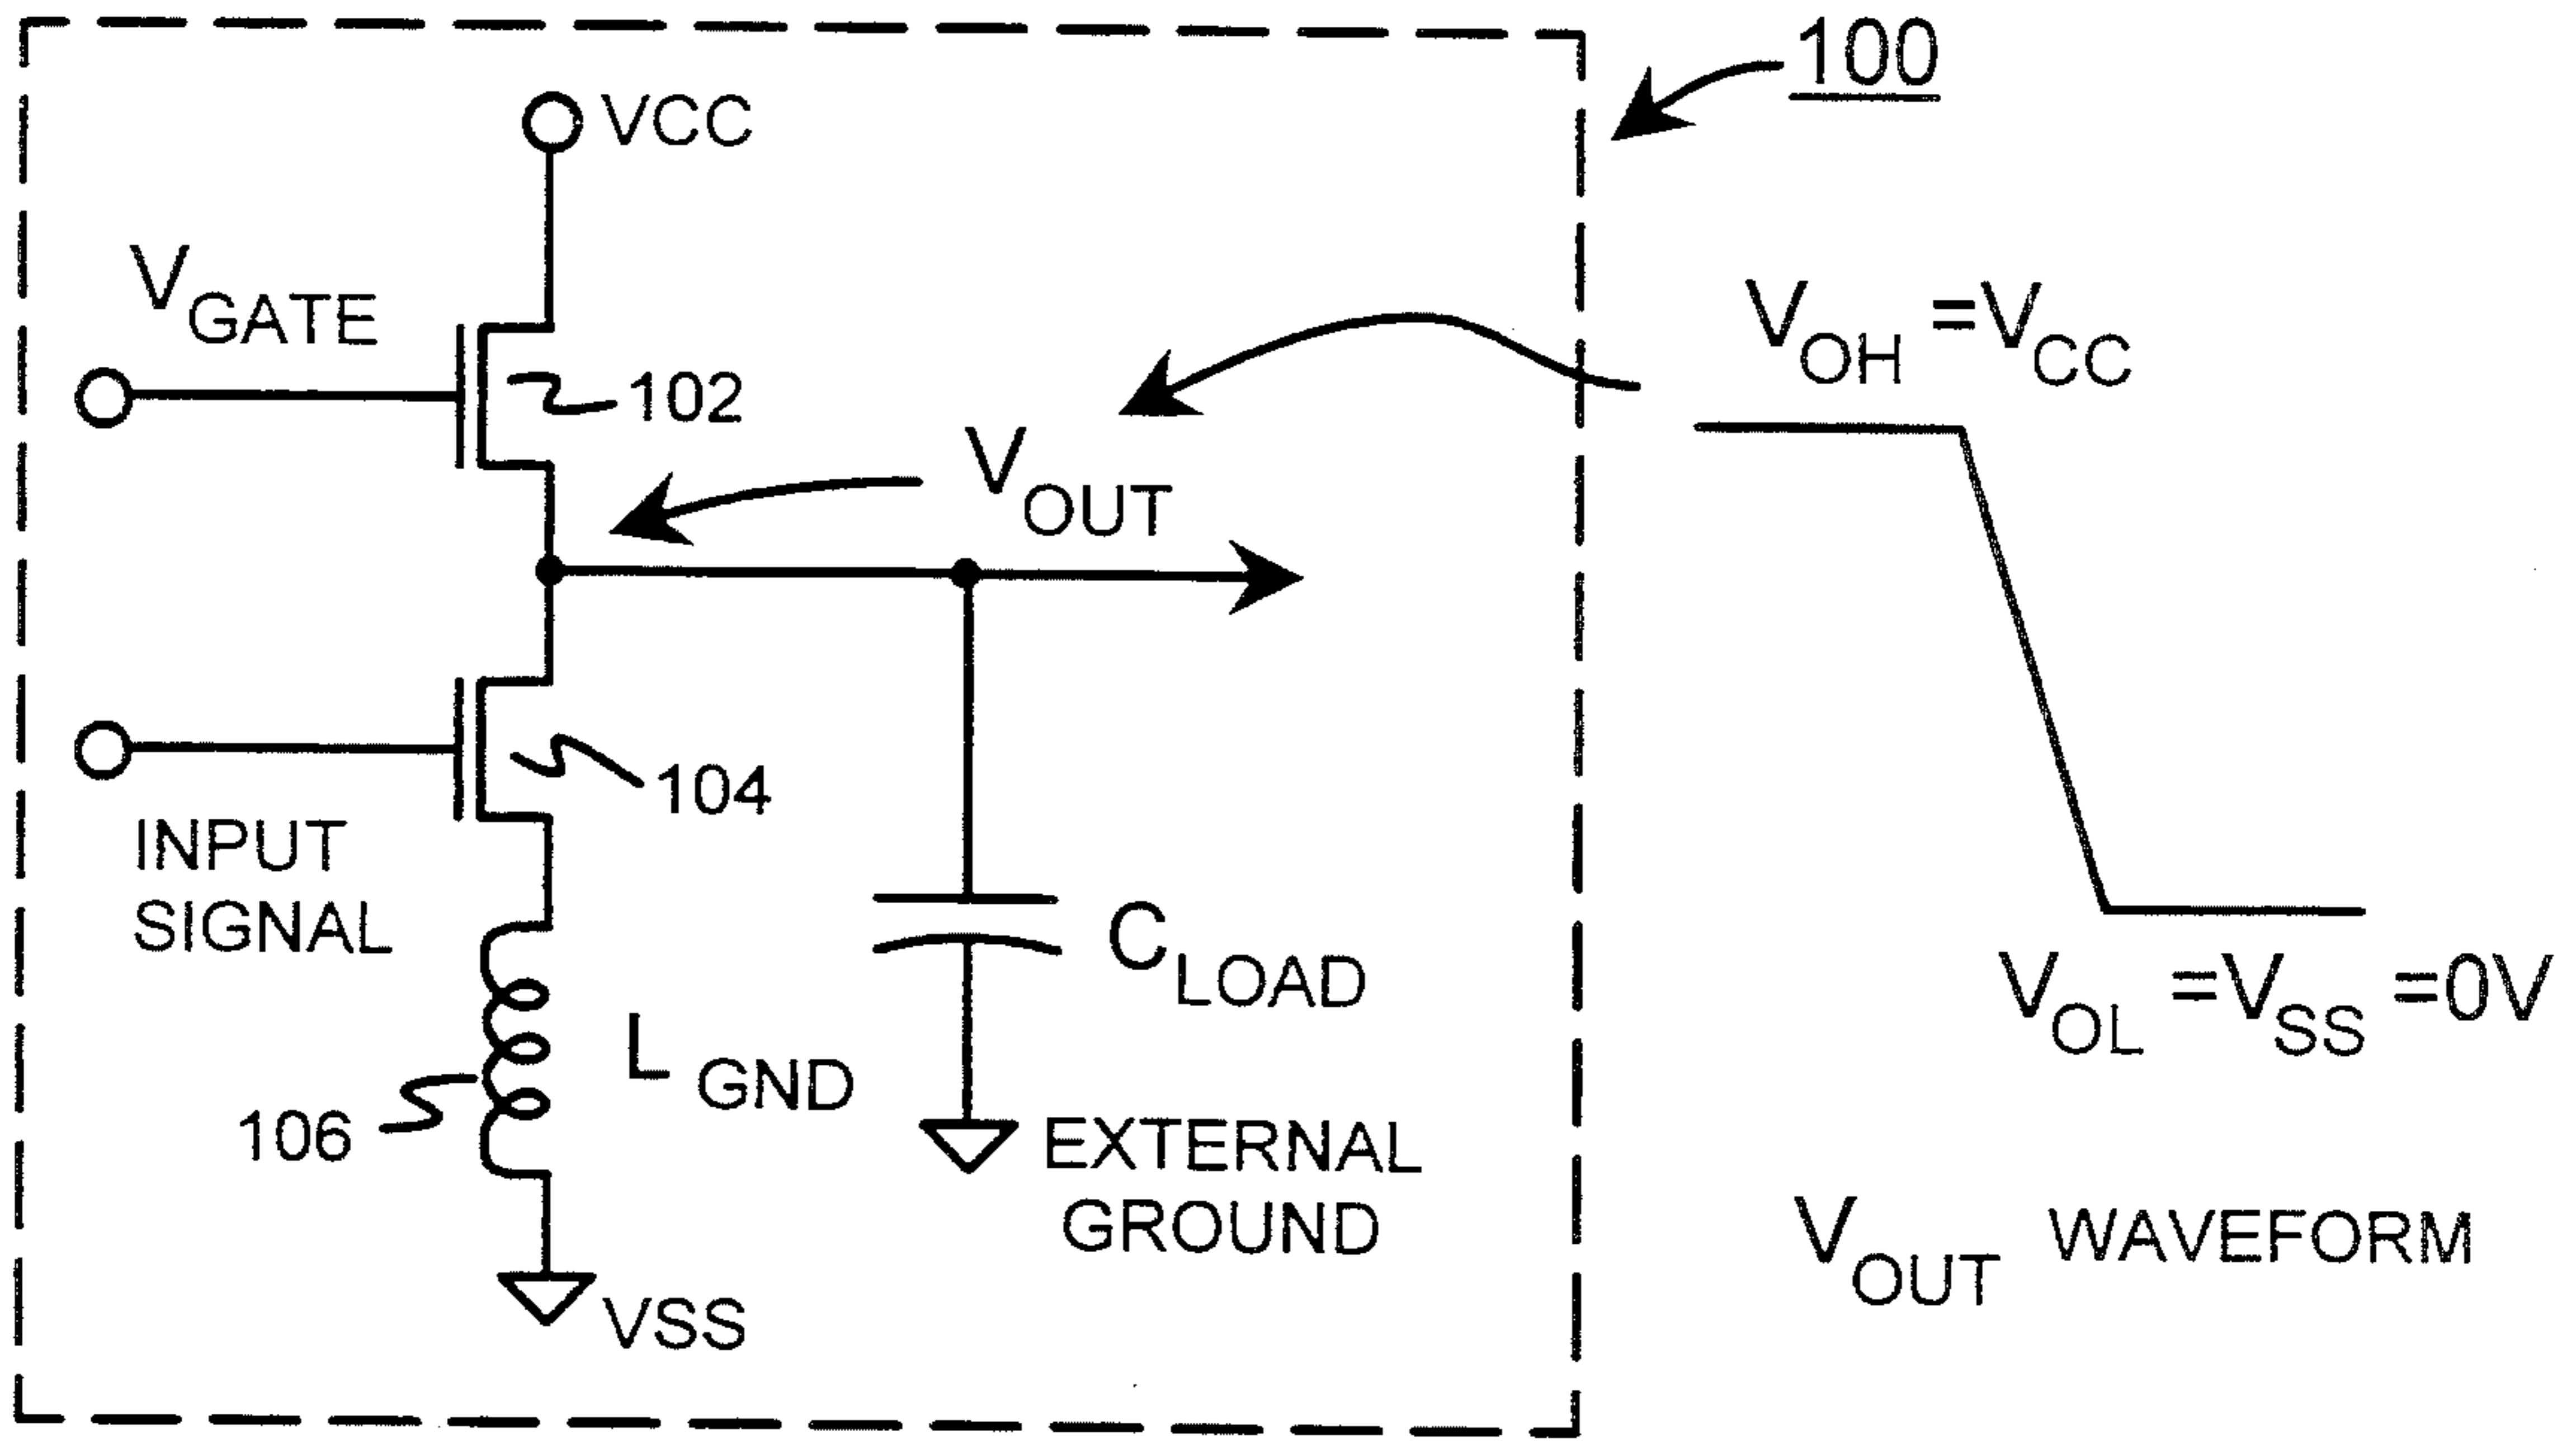 100
VCC
VGATE
102
VOUT
VOH =VCC
104
INPUT
SIGNAL
CLOAD
LGND
106
EXTERNAL
GROUND
VSS
VOL =VSS =0V
VOUT WAVEFORM